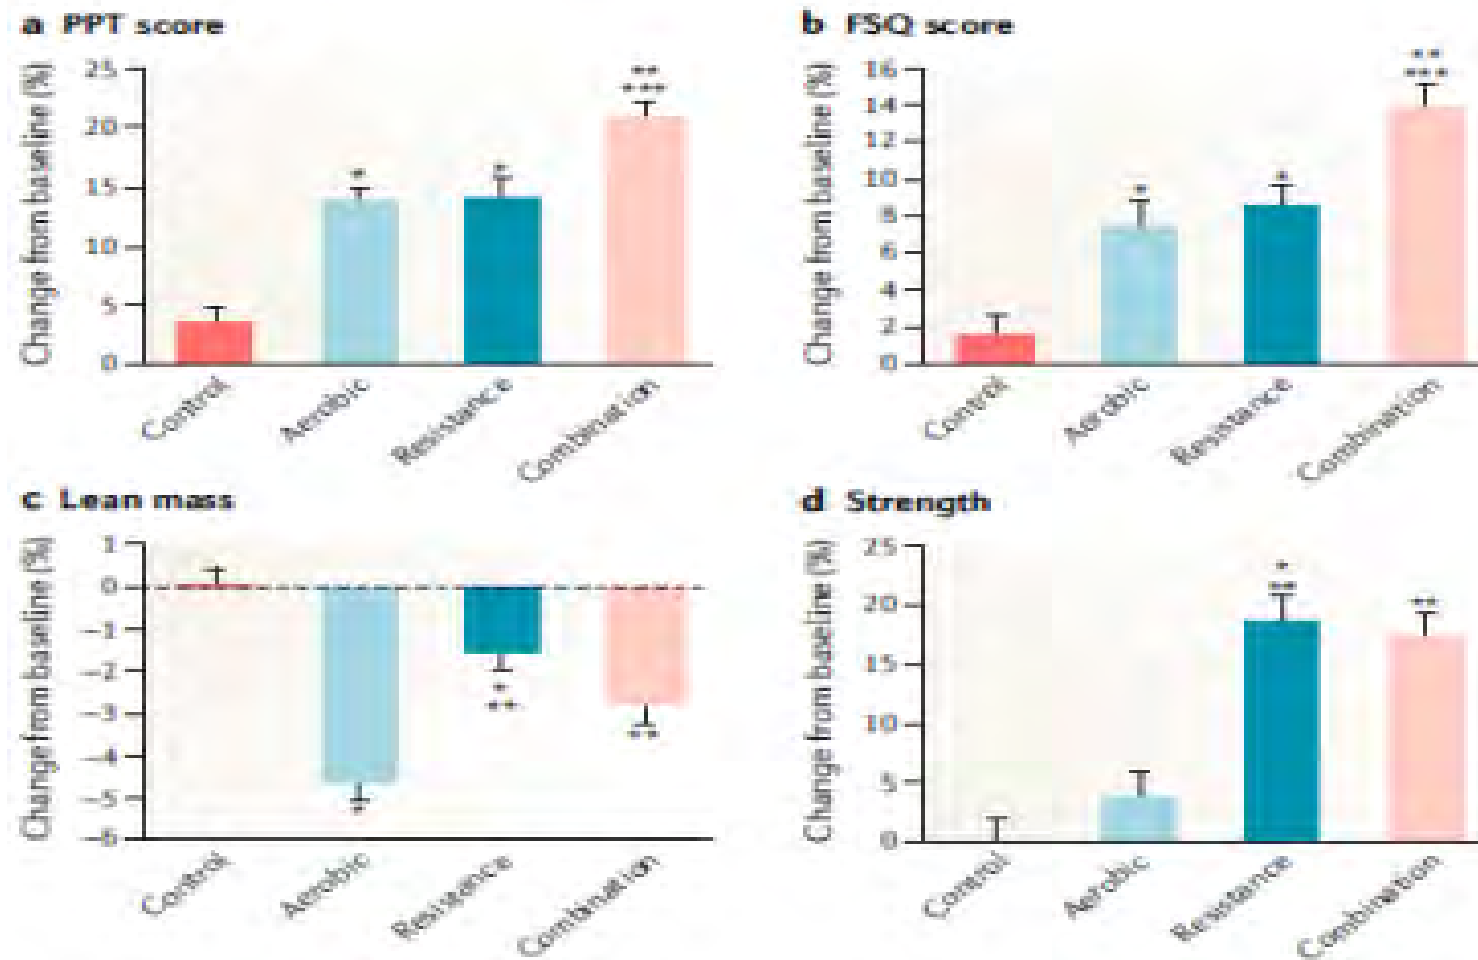 a PPT score
Change from baseline (%)
25
20
15
10
5
0
*
*
**
***
Control
Aerobic
Resistance
Combination
b FSQ score
Change from baseline (%)
16
14
12
10
8
6
4
2
0
*
*
**
***
Control
Aerobic
Resistance
Combination
c Lean mass
Change from baseline (%)
1
0
−1
−2
−3
−4
−5
−6
*
*
**
**
Control
Aerobic
Resistance
Combination
d Strength
Change from baseline (%)
25
20
15
10
5
0
*
**
**
Control
Aerobic
Resistance
Combination